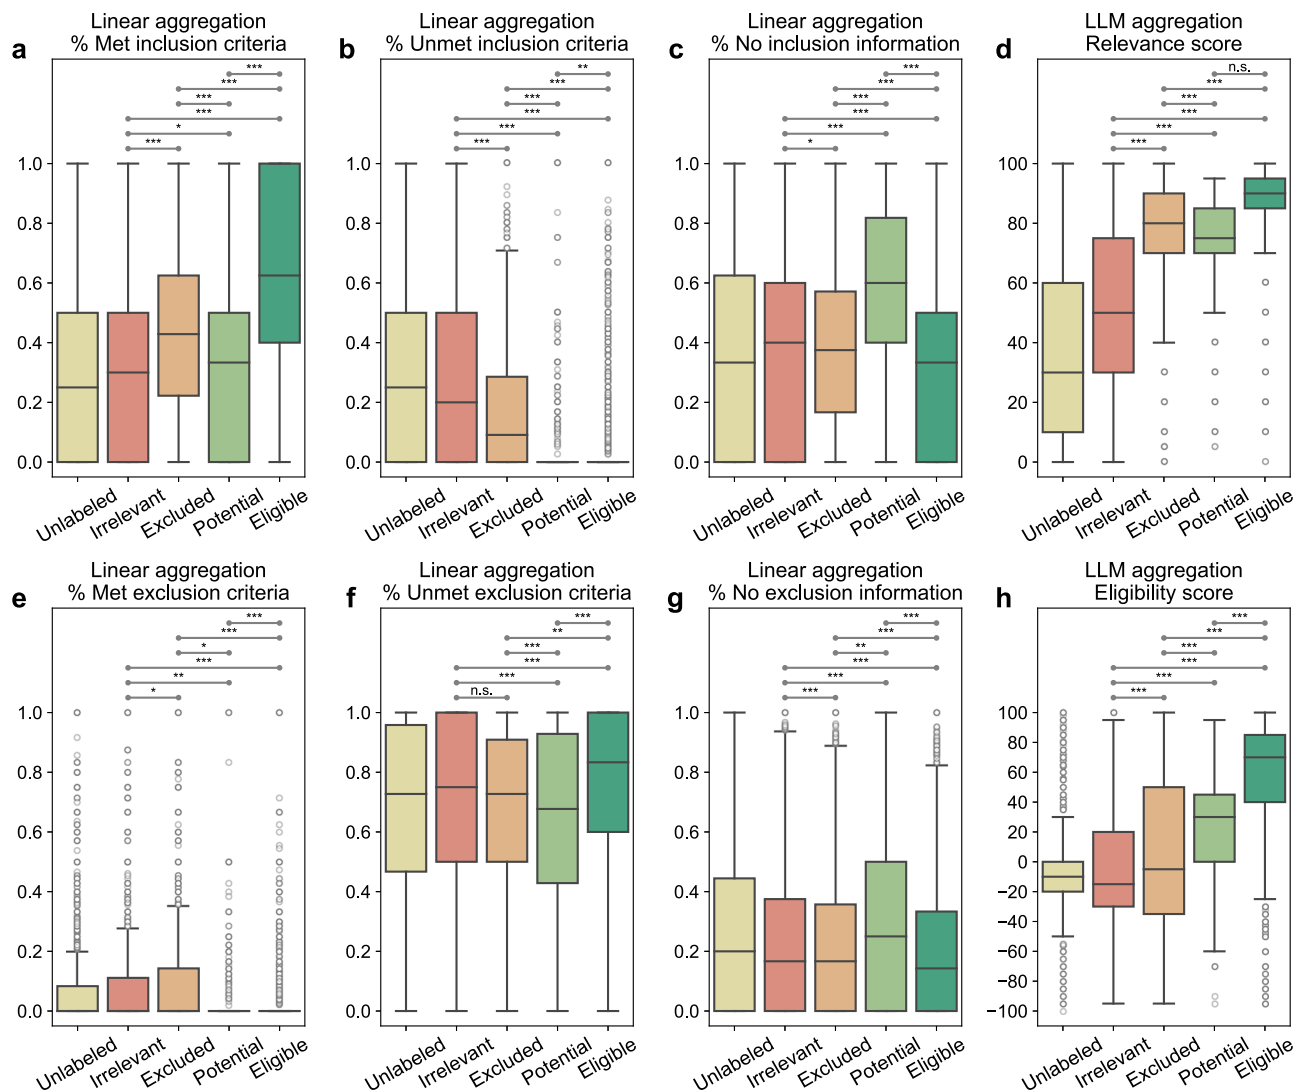 a
Linear aggregation
% Met inclusion criteria
***
***
***
***
*
***
1.0
0.8
0.6
0.4
0.2
0.0
Unlabeled
Irrelevant
Excluded
Potential
Eligible
b
Linear aggregation
% Unmet inclusion criteria
**
***
***
***
***
***
1.0
0.8
0.6
0.4
0.2
0.0
Unlabeled
Irrelevant
Excluded
Potential
Eligible
c
Linear aggregation
% No inclusion information
***
***
***
***
***
*
1.0
0.8
0.6
0.4
0.2
0.0
Unlabeled
Irrelevant
Excluded
Potential
Eligible
d
LLM aggregation
Relevance score
n.s.
***
***
***
***
***
100
80
60
40
20
0
Unlabeled
Irrelevant
Excluded
Potential
Eligible
e
Linear aggregation
% Met exclusion criteria
***
***
*
***
**
*
1.0
0.8
0.6
0.4
0.2
0.0
Unlabeled
Irrelevant
Excluded
Potential
Eligible
f
Linear aggregation
% Unmet exclusion criteria
***
**
***
***
***
n.s.
1.0
0.8
0.6
0.4
0.2
0.0
Unlabeled
Irrelevant
Excluded
Potential
Eligible
g
Linear aggregation
% No exclusion information
***
***
**
***
***
***
1.0
0.8
0.6
0.4
0.2
0.0
Unlabeled
Irrelevant
Excluded
Potential
Eligible
h
LLM aggregation
Eligibility score
***
***
***
***
***
***
100
80
60
40
20
0
−20
−40
−60
−80
−100
Unlabeled
Irrelevant
Excluded
Potential
Eligible